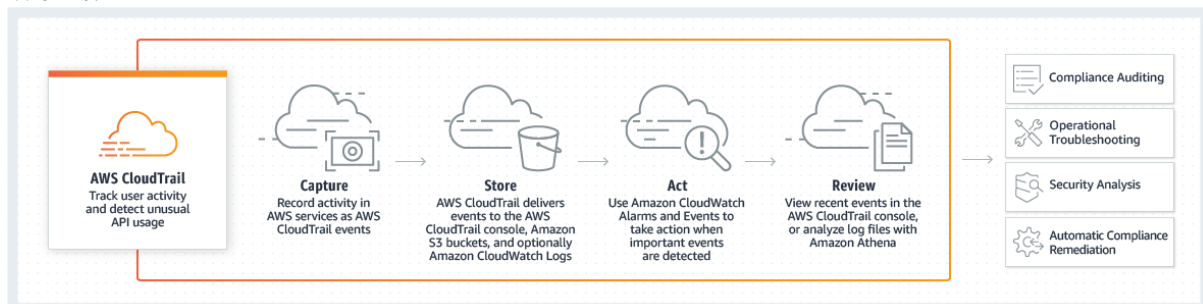 AWS CloudTrail
Track user activity
and detect unusual
API usage
Capture
Record activity in
AWS services as AWS
CloudTrail events
Store
AWS CloudTrail delivers
events to the AWS
CloudTrail console, Amazon
S3 buckets, and optionally
Amazon CloudWatch Logs
Act
Use Amazon CloudWatch
Alarms and Events to
take action when
important events
are detected
Review
View recent events in the
AWS CloudTrail console,
or analyze log files with
Amazon Athena
Compliance Auditing
Operational
Troubleshooting
Security Analysis
Automatic Compliance
Remediation